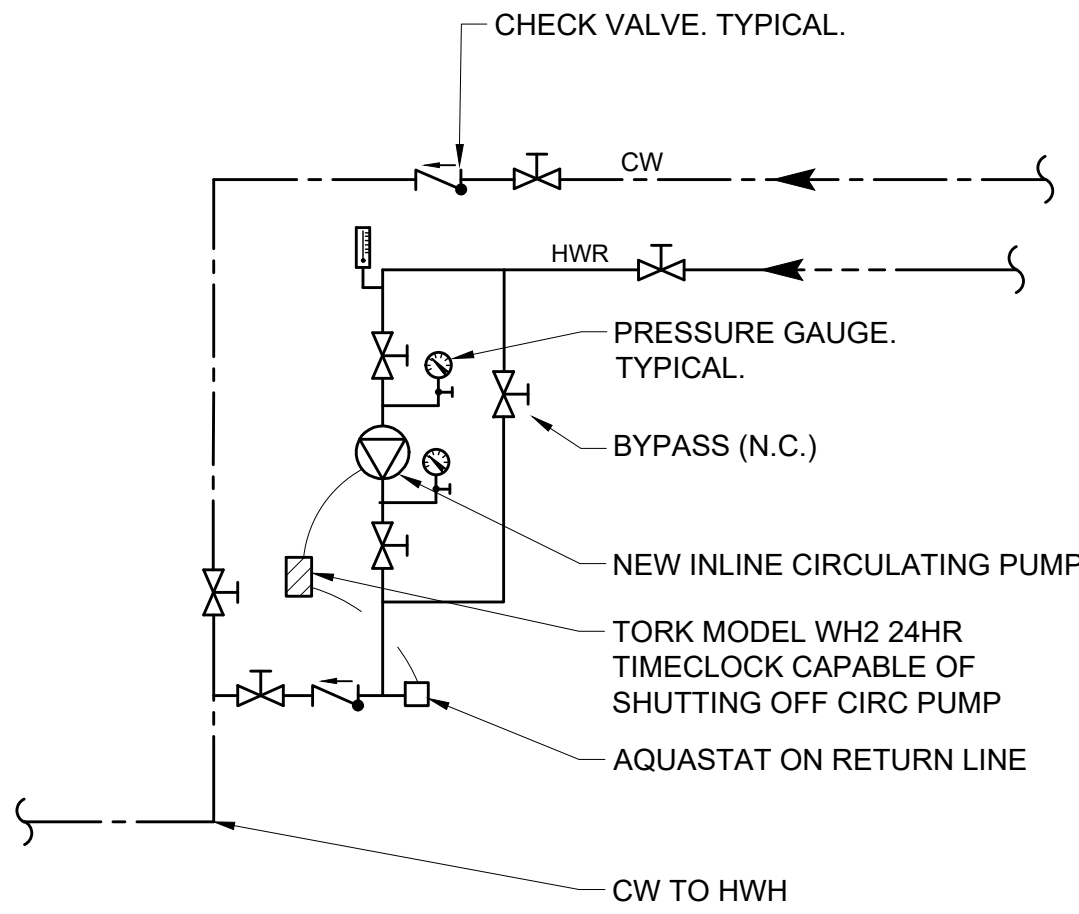 CHECK VALVE. TYPICAL.
CW
HWR
PRESSURE GAUGE.
TYPICAL.
BYPASS (N.C.)
NEW INLINE CIRCULATING PUMP
TORK MODEL WH2 24HR
TIMECLOCK CAPABLE OF
SHUTTING OFF CIRC PUMP
AQUASTAT ON RETURN LINE
CW TO HWH